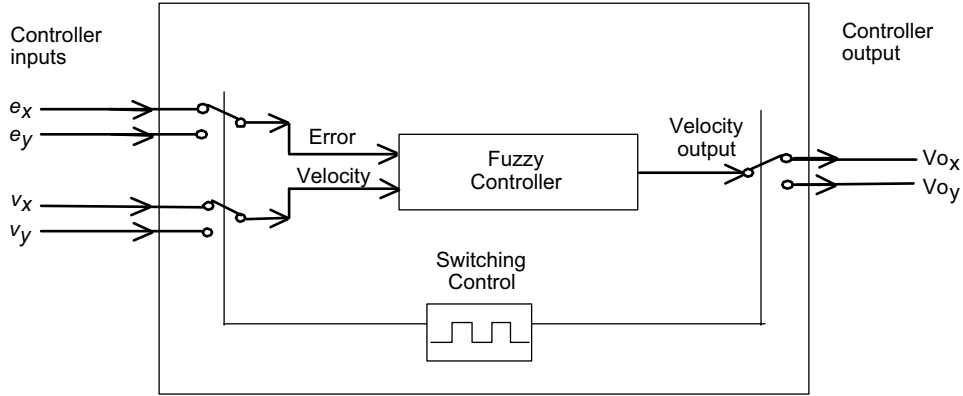 Controller
inputs
Controller
output
e_x
e_y
Error
Velocity
Fuzzy
Controller
Velocity
output
Vo_x
Vo_y
v_x
v_y
Switching
Control